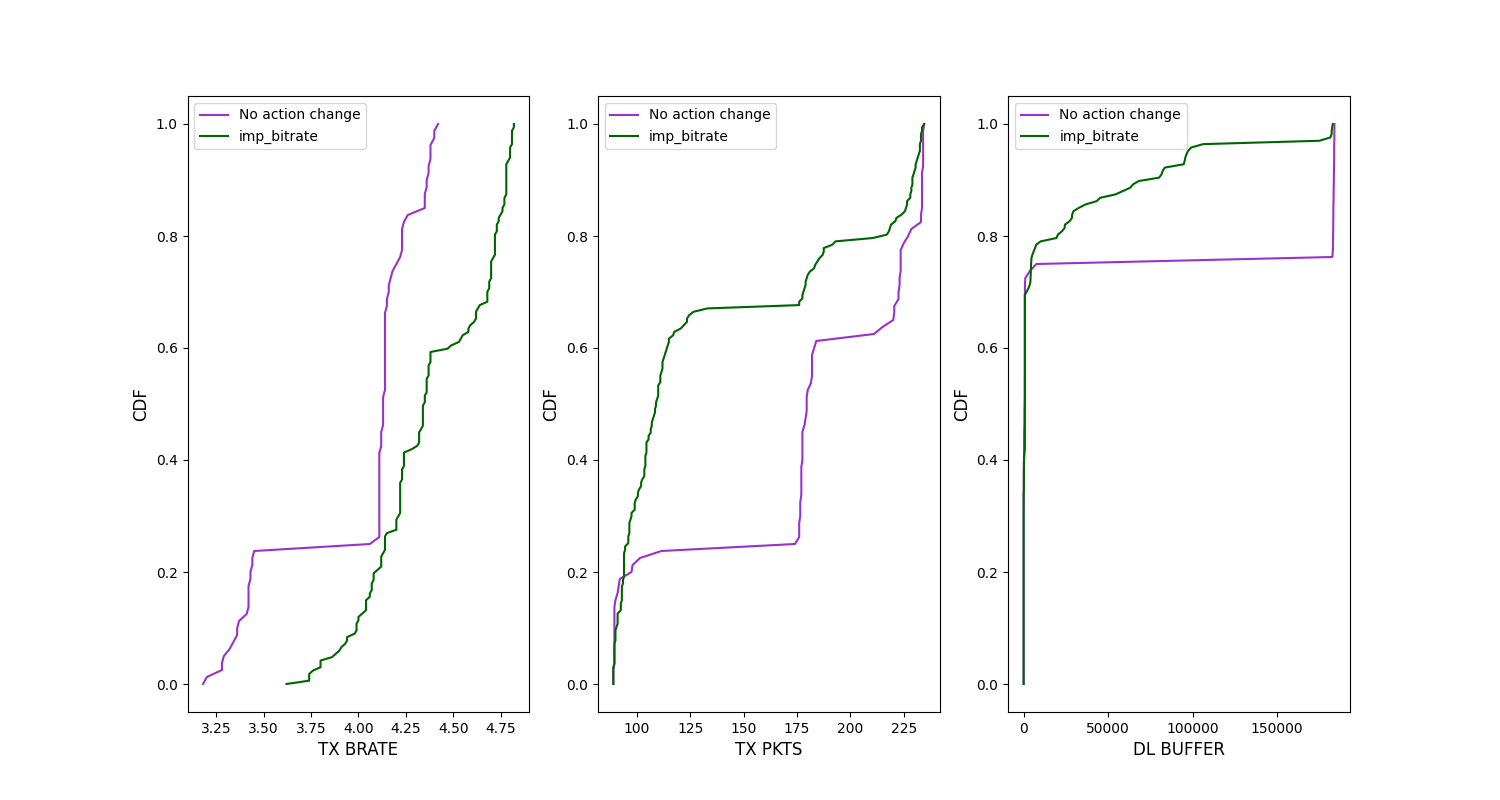 No action change
imp_bitrate
1.0
0.8
0.6
0.4
0.2
0.0
CDF
3.25 3.50 3.75 4.00 4.25 4.50 4.75
TX BRATE
No action change
imp_bitrate
1.0
0.8
0.6
0.4
0.2
0.0
CDF
100 125 150 175 200 225
TX PKTS
No action change
imp_bitrate
1.0
0.8
0.6
0.4
0.2
0.0
CDF
0 50000 100000 150000
DL BUFFER